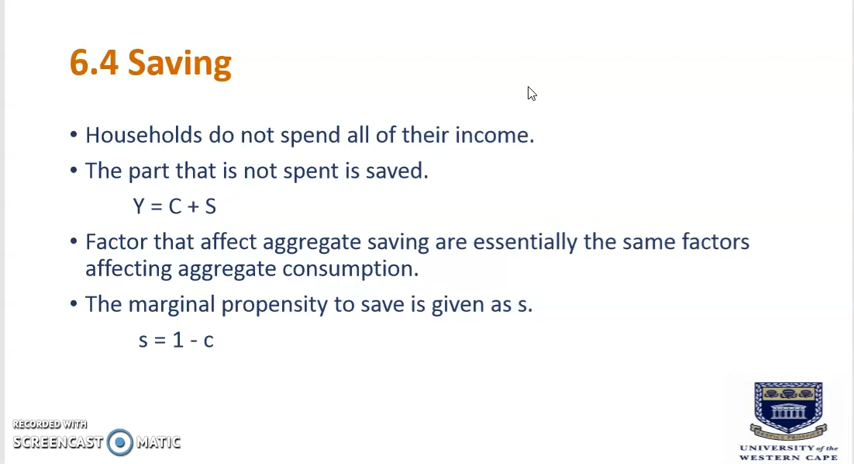 6.4 Saving
• Households do not spend all of their income.
• The part that is not spent is saved.
Y = C + S
• Factor that affect aggregate saving are essentially the same factors
affecting aggregate consumption.
• The marginal propensity to save is given as s.
s = 1 - c
RECORDED WITH
SCREENCAST MATIC
UNIVERSITY of the
WESTERN CAPE